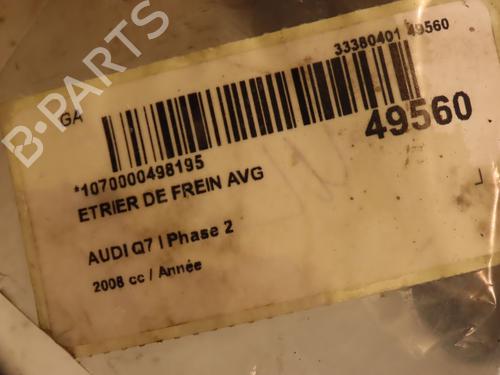 33380401 49560
GA
49560
*1070000498195
ETRIER DE FREIN AVG
AUDI Q7 I Phase 2
2008 cc / Année
B-PARTS